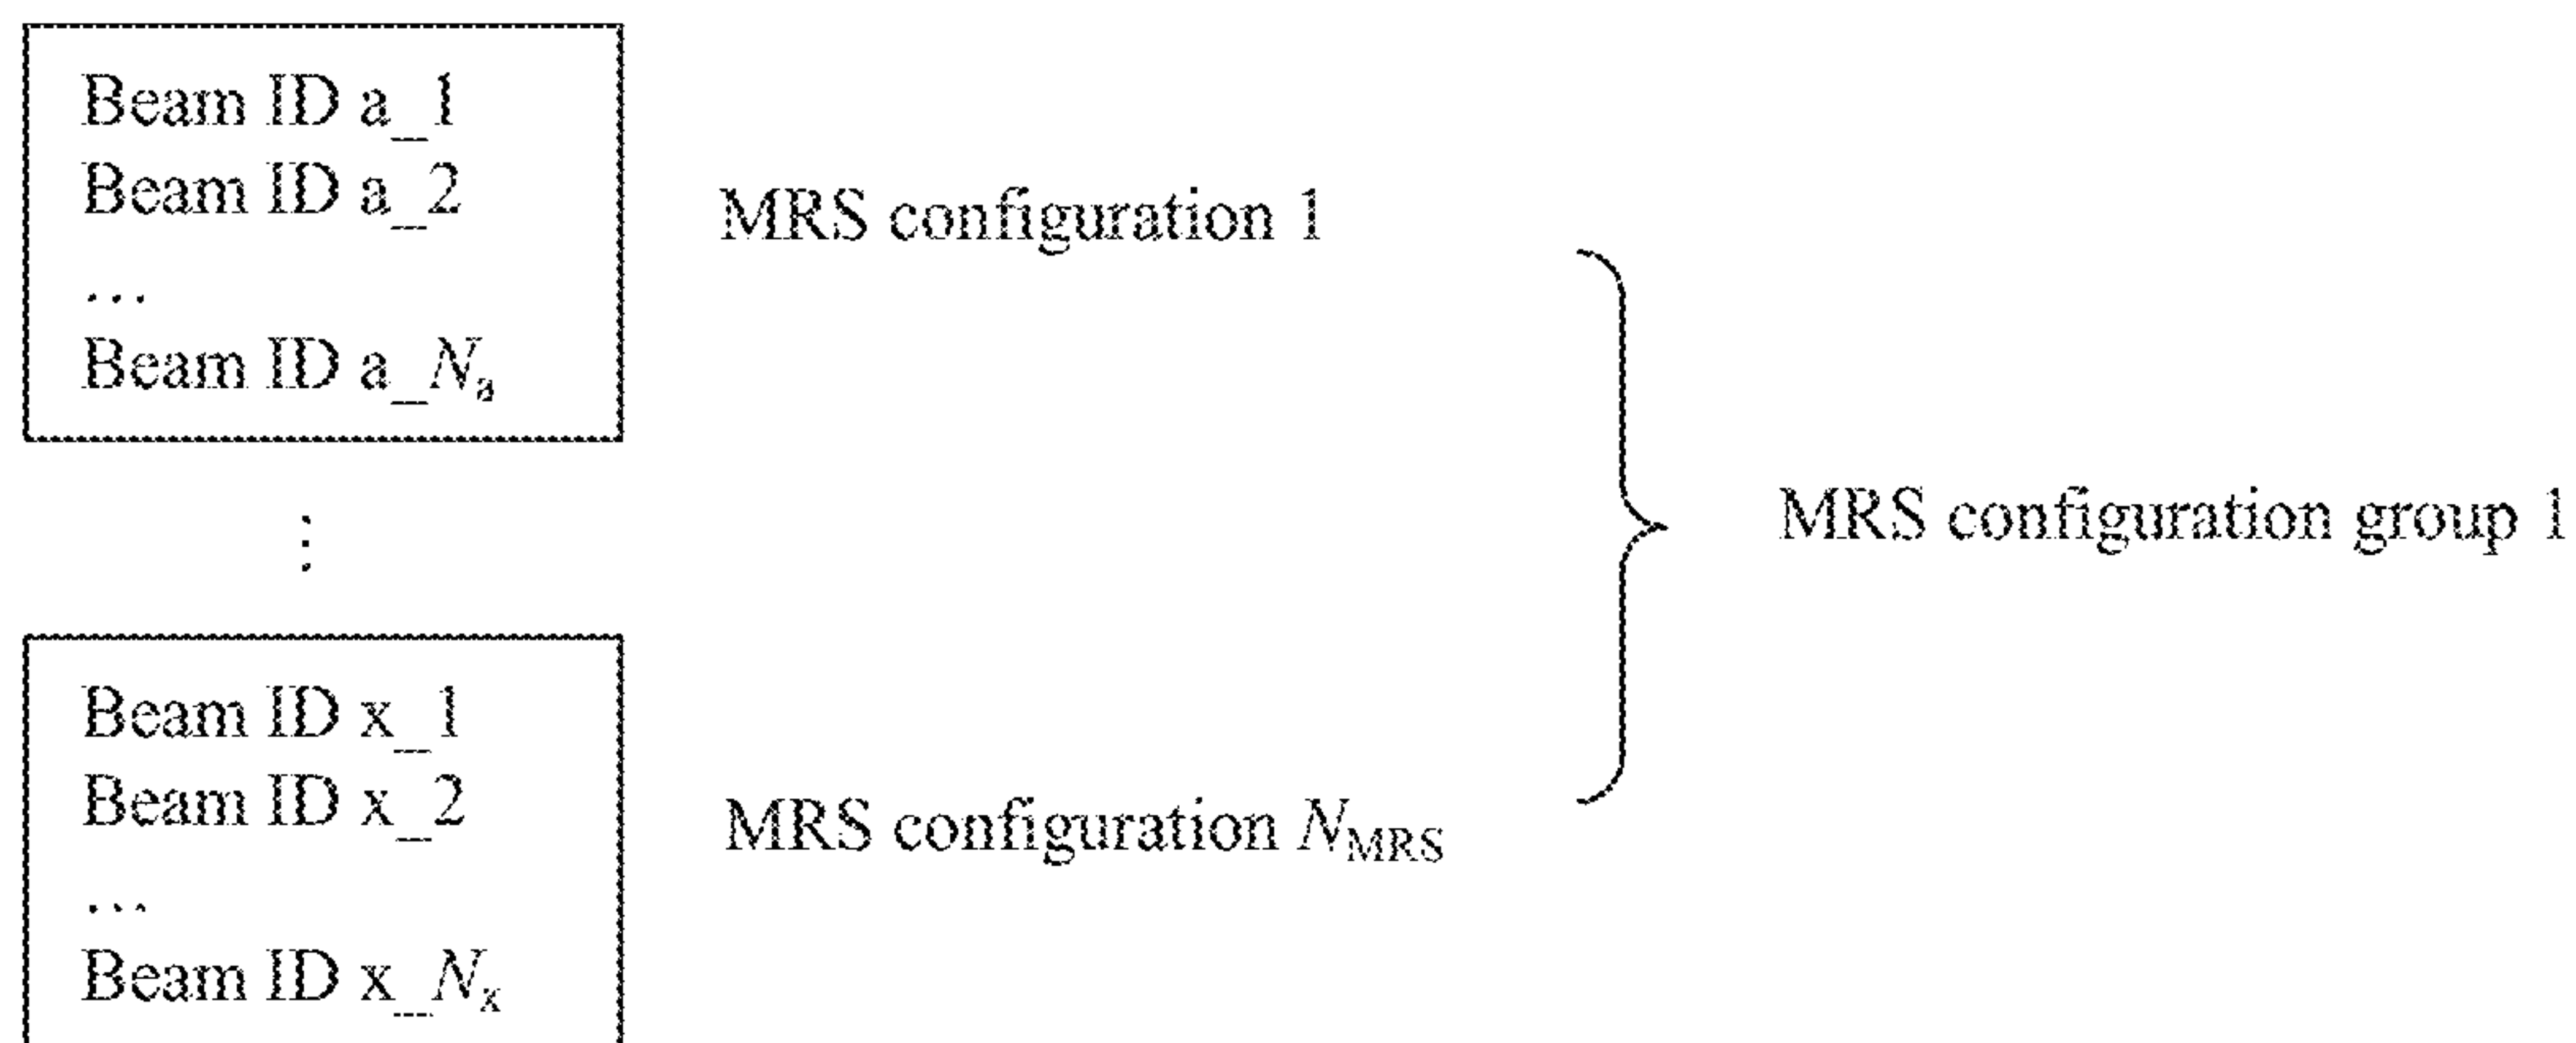 Beam ID a_1
Beam ID a_2
…
Beam ID a_Na
MRS configuration 1
⋮
MRS configuration group 1
Beam ID x_1
Beam ID x_2
…
Beam ID x_Nx
MRS configuration NMRS